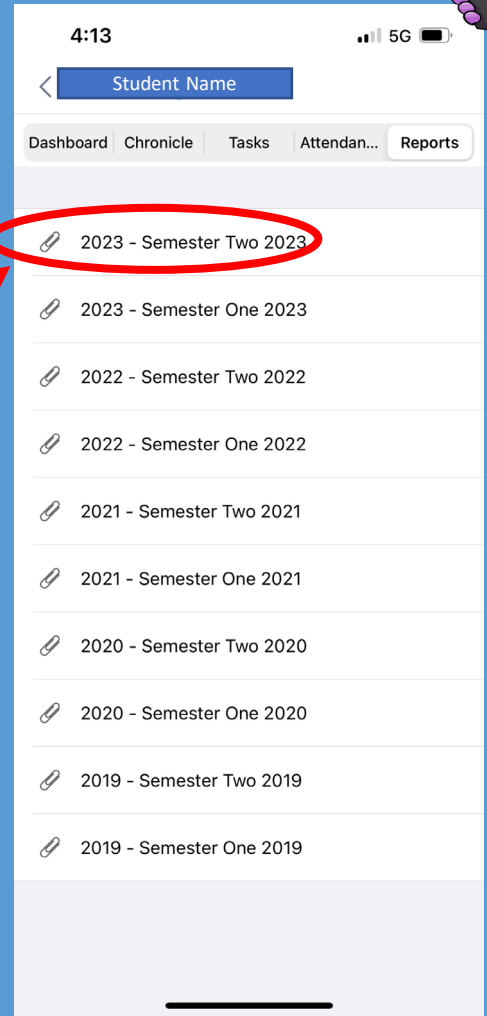 4:13
5G
Student Name
Dashboard Chronicle Tasks Attendan... Reports
2023 - Semester Two 2023
2023 - Semester One 2023
2022 - Semester Two 2022
2022 - Semester One 2022
2021 - Semester Two 2021
2021 - Semester One 2021
2020 - Semester Two 2020
2020 - Semester One 2020
2019 - Semester Two 2019
2019 - Semester One 2019